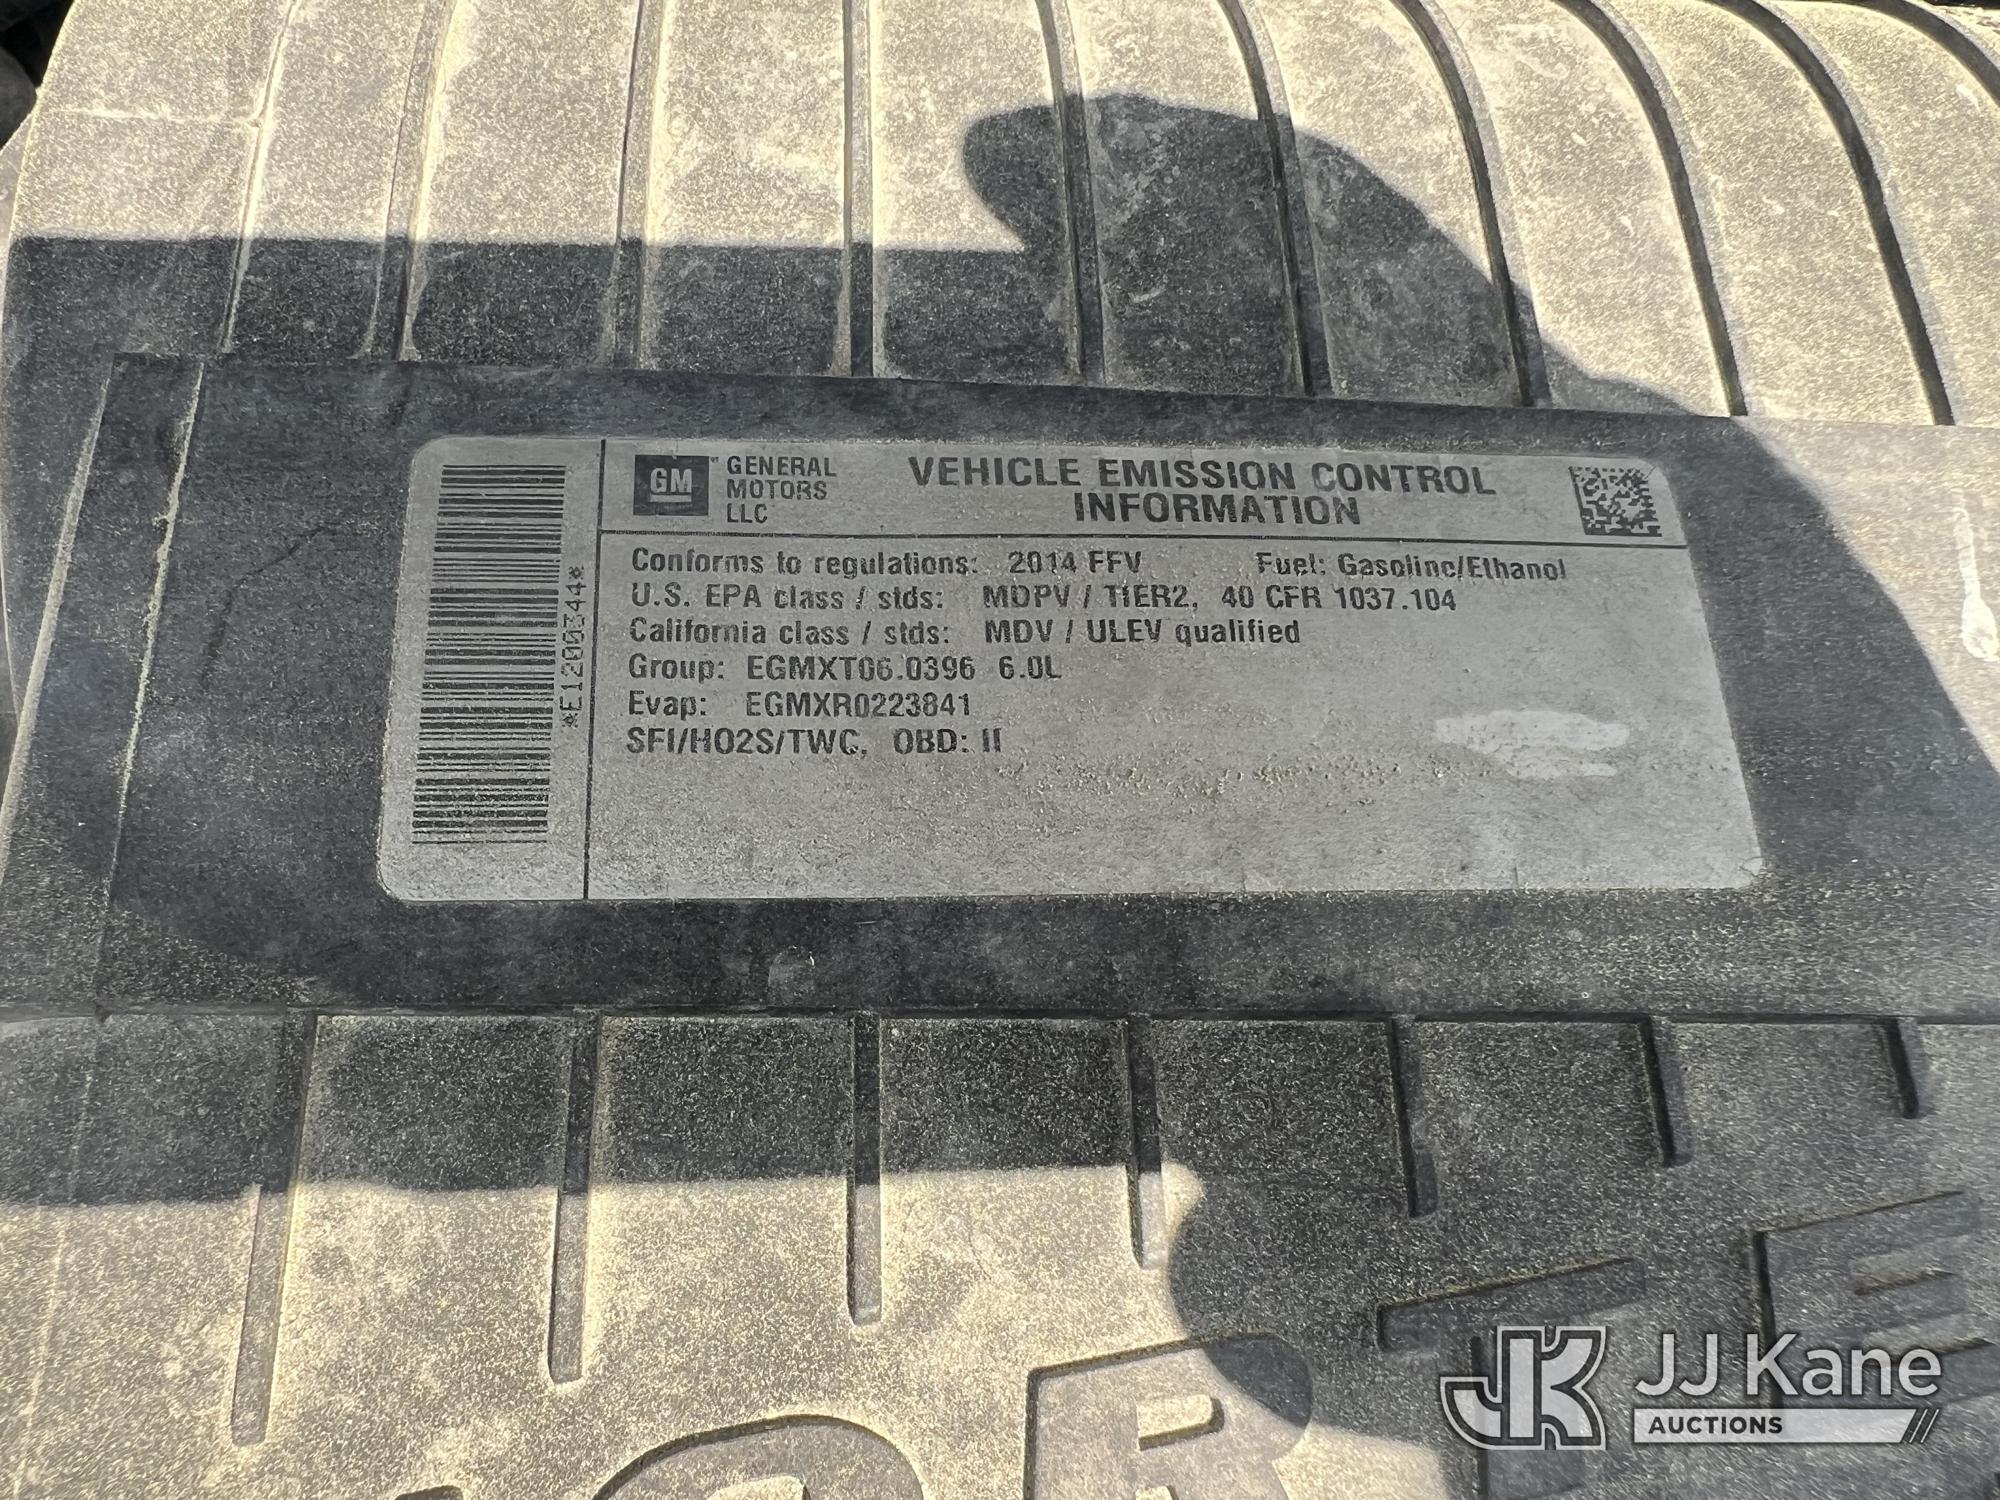 GM
GENERAL
MOTORS
LLC
VEHICLE EMISSION CONTROL
INFORMATION
Conforms to regulations: 2014 FFV Fuel: Gasoline/Ethanol
U.S. EPA class / stds: MDPV / TIER2, 40 CFR 1037.104
California class / stds: MDV / ULEV qualified
Group: EGMXT06.0396 6.0L
Evap: EGMXR0223841
SFI/HO2S/TWC, OBD: II
*E1200344*
JK JJ Kane
AUCTIONS